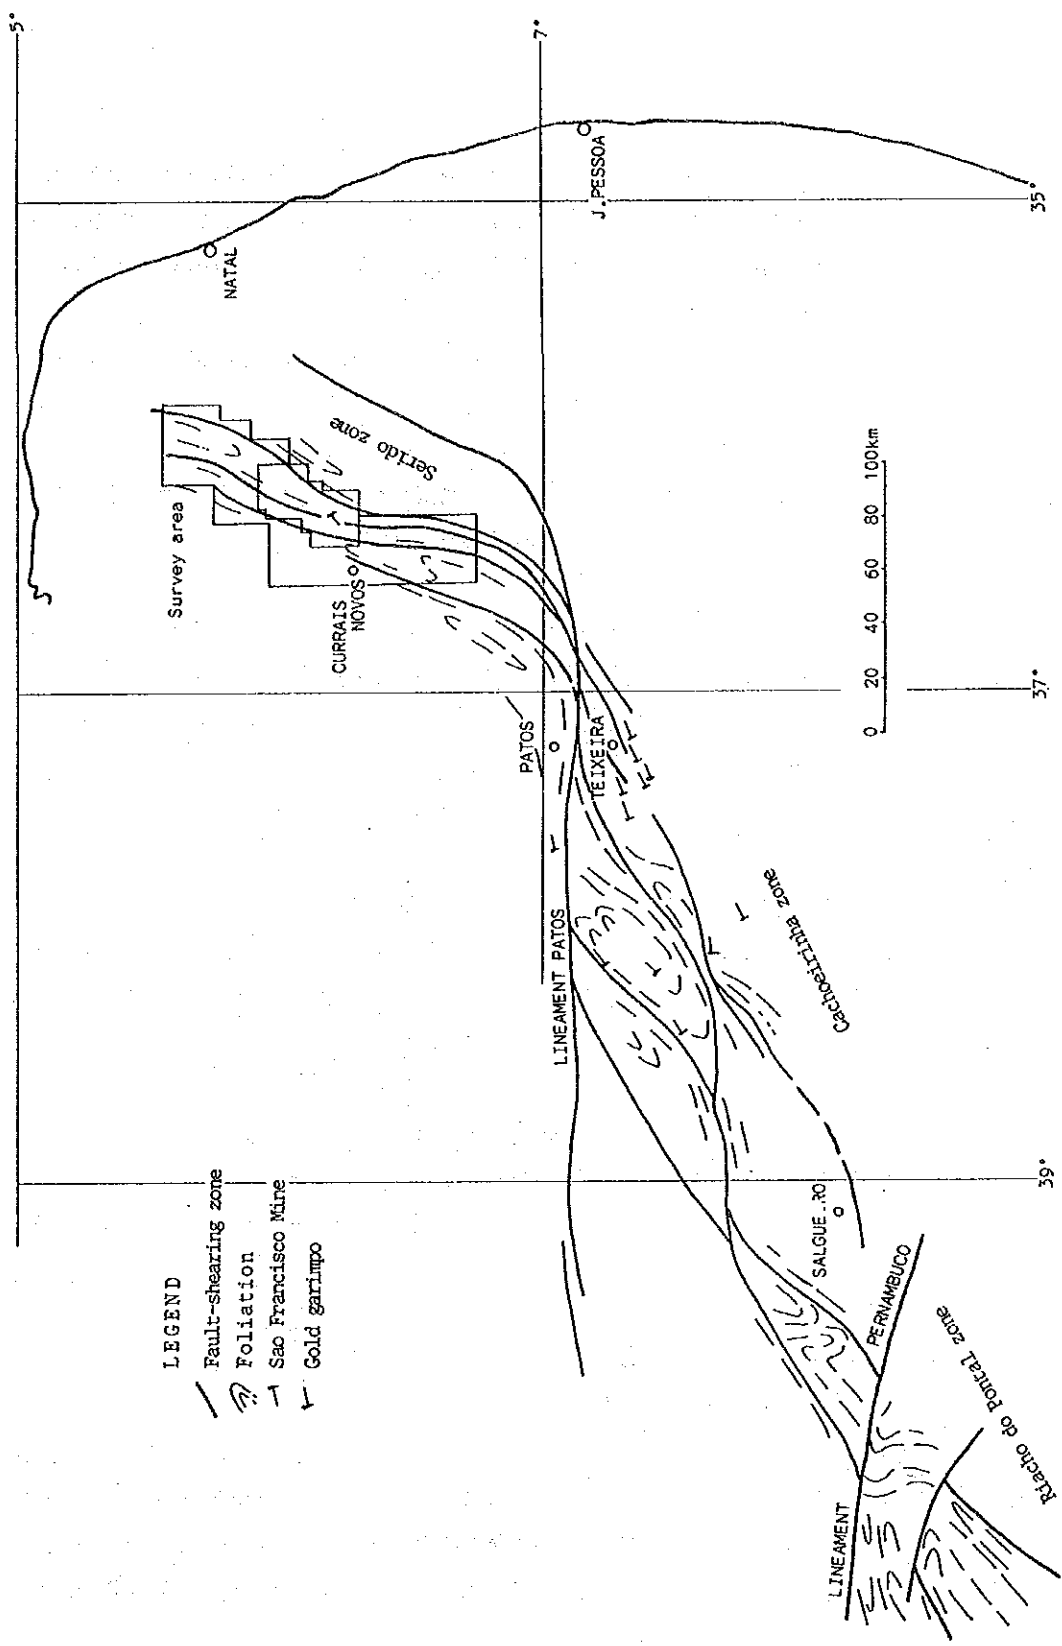 5°
7°
NATAL
J.PESSOA
35°
Serido zone
Survey area
CURRAIS
NOVOS
100km
80
60
40
20
0
PATOS
TEIXEIRA
37°
LINEAMENT PATOS
Cachoeirinha zone
LEGEND
Fault-shearing zone
Foliation
Sao Francisco Mine
Gold garimpo
39°
SALGUE.RO
PERNAMBUCO
LINEAMENT
Riacho do Pontal zone